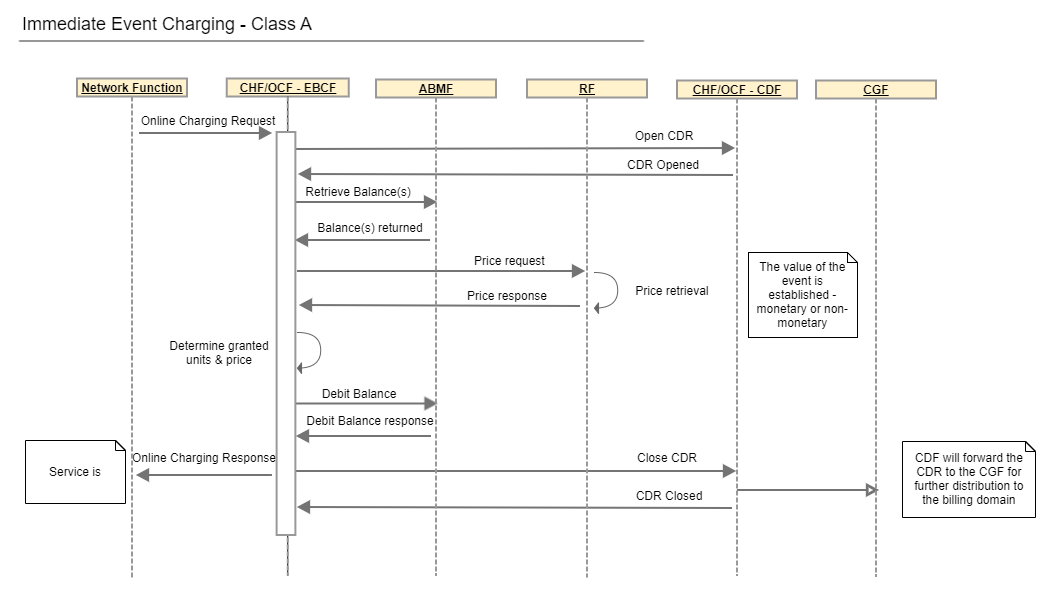 Immediate Event Charging - Class A
Network Function
CHF/OCF - EBCF
ABMF
RF
CHF/OCF - CDF
CGF
Online Charging Request
Open CDR
CDR Opened
Retrieve Balance(s)
Balance(s) returned
Price request
Price retrieval
Price response
The value of the
event is
established -
monetary or non-
monetary
Determine granted
units & price
Debit Balance
Debit Balance response
Service is
Online Charging Response
Close CDR
CDR Closed
CDF will forward the
CDR to the CGF for
further distribution to
the billing domain